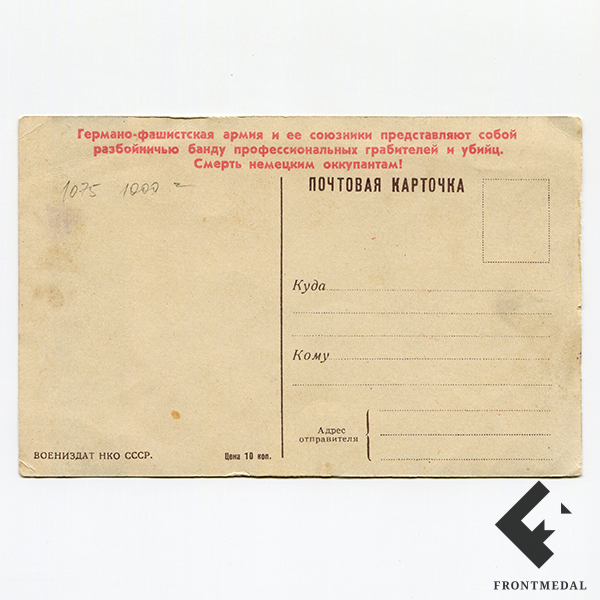 Германо-фашистская армия и ее союзники представляют собой
разбойничью банду профессиональных грабителей и убийц.
Смерть немецким оккупантам!
1075 1000 =
ПОЧТОВАЯ КАРТОЧКА
Куда
Кому
Адрес
отправителя
ВОЕНИЗДАТ НКО СССР.
Цена 10 коп.
FRONTMEDAL